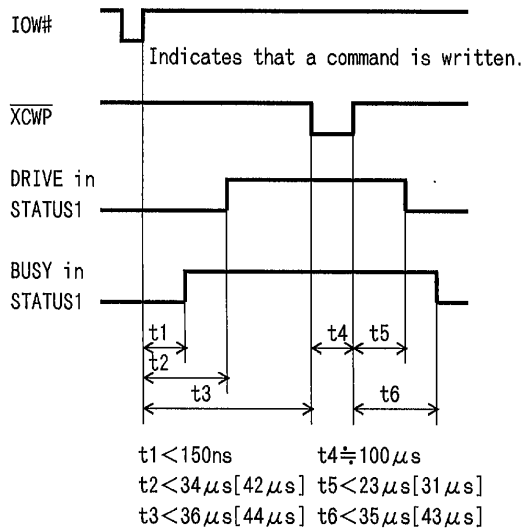 IOW#
Indicates that a command is written.
XCWP
DRIVE in
STATUS1
BUSY in
STATUS1
t1
t2
t3
t4
t5
t6
t1<150ns t4≒100μs
t2<34μs[42μs] t5<23μs[31μs]
t3<36μs[44μs] t6<35μs[43μs]